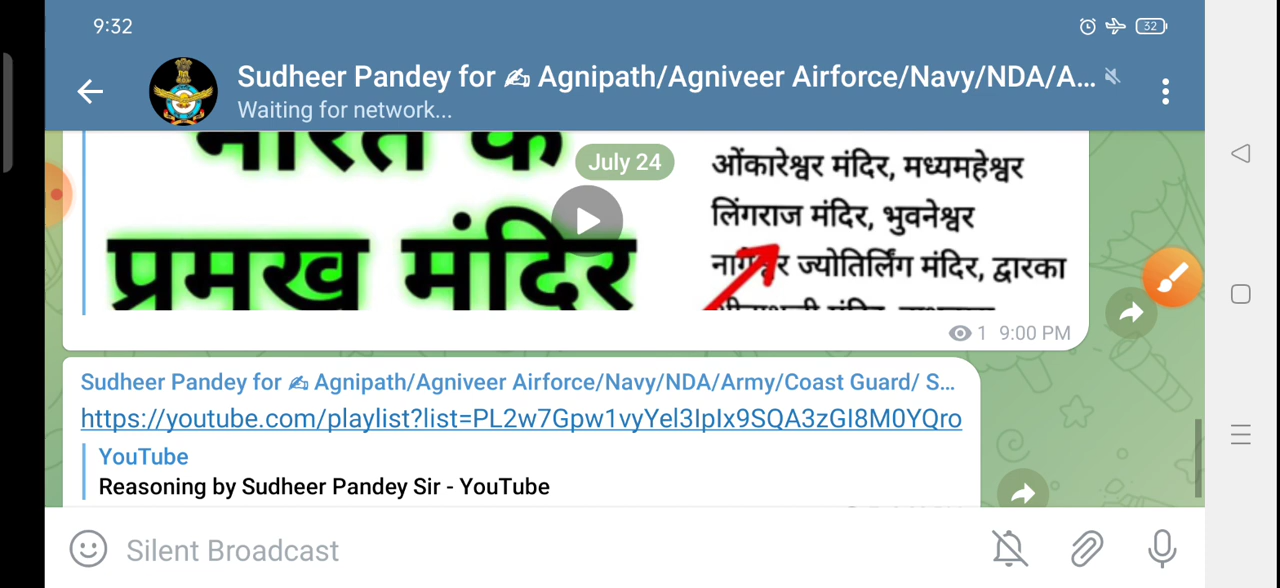 9:32
32
Sudheer Pandey for ✍ Agnipath/Agniveer Airforce/Navy/NDA/A...
Waiting for network...
भारत के
July 24
प्रमुख मंदिर
ओंकारेश्वर मंदिर, मध्यमहेश्वर
लिंगराज मंदिर, भुवनेश्वर
ज्योतिर्लिंग मंदिर, द्वारका
1 9:00 PM
Sudheer Pandey for ✍ Agnipath/Agniveer Airforce/Navy/NDA/Army/Coast Guard/ S...
https://youtube.com/playlist?list=PL2w7Gpw1vyYel3IpIx9SQA3zGI8M0YQro
YouTube
Reasoning by Sudheer Pandey Sir - YouTube
Silent Broadcast